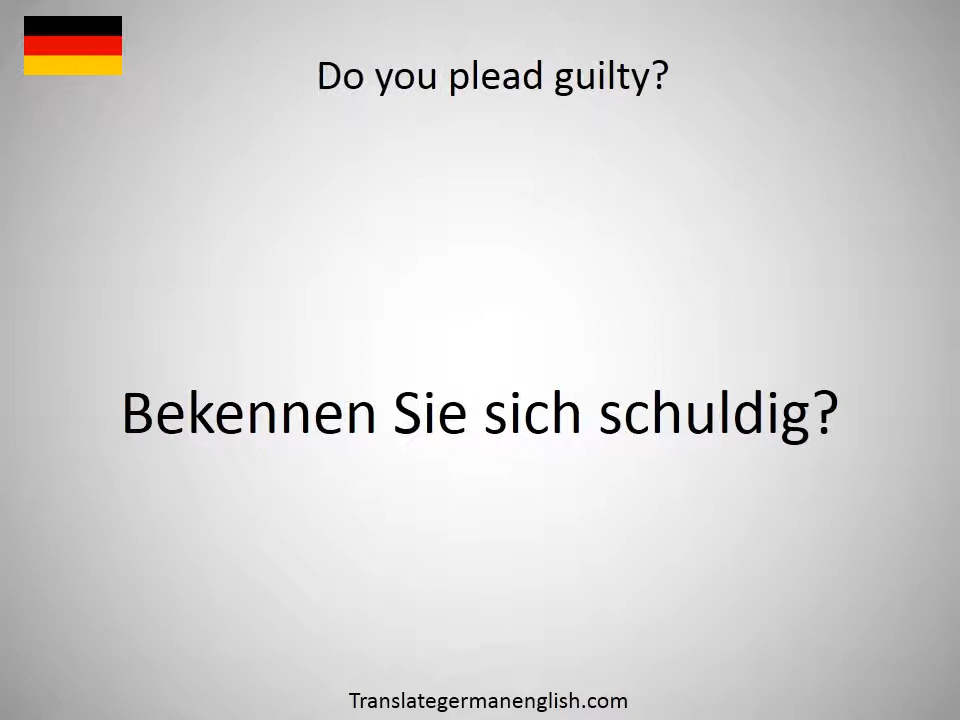 Do you plead guilty?
Bekennen Sie sich schuldig?
Translategermanenglish.com